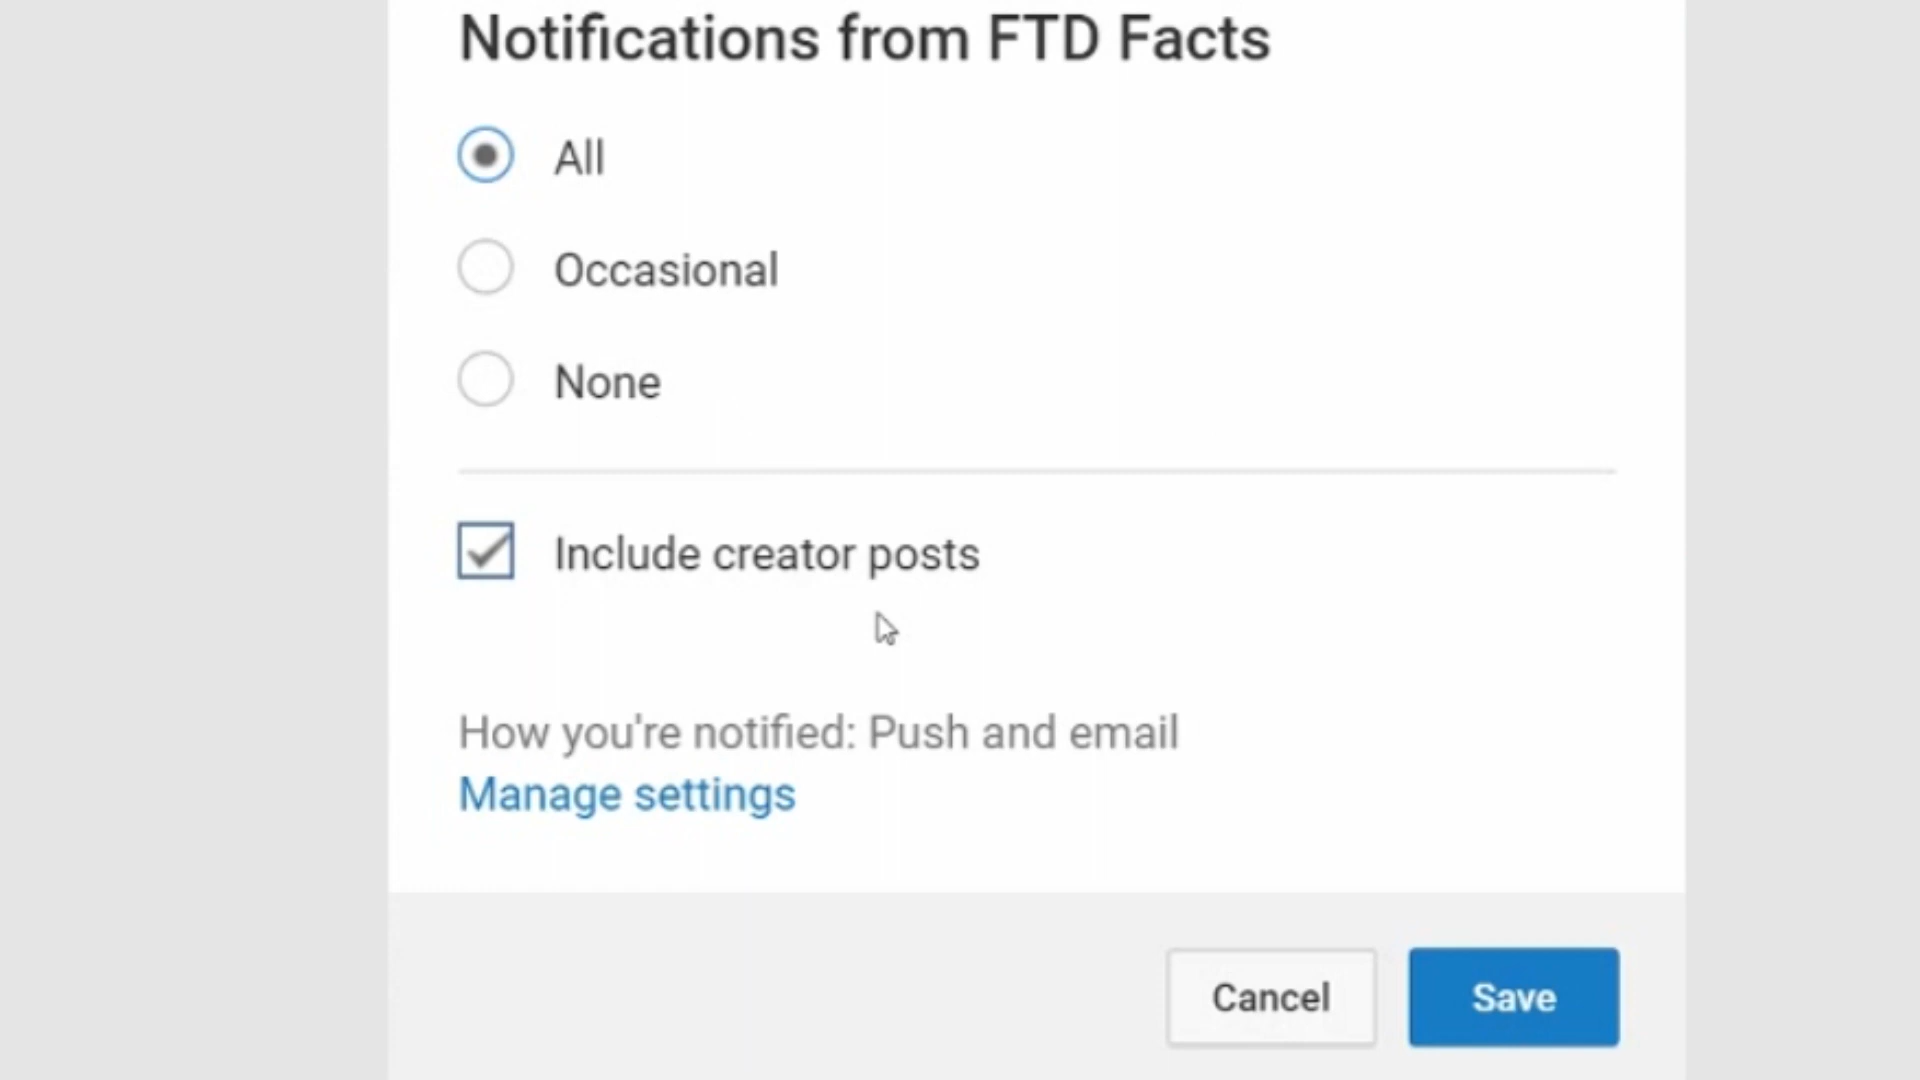 Notifications from FTD Facts
All
Occasional
None
Include creator posts
How you're notified: Push and email
Manage settings
Cancel
Save